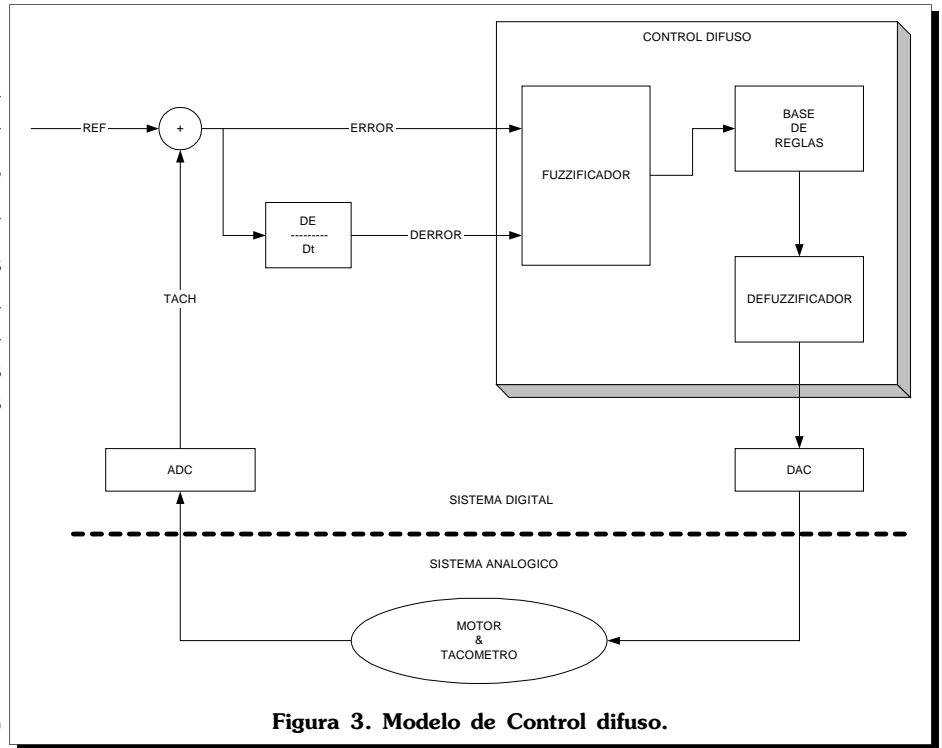 CONTROL DIFUSO
REF
+
ERROR
FUZZIFICADOR
BASE
DE
REGLAS
DE
---------
Dt
DERROR
TACH
DEFUZZIFICADOR
ADC
DAC
SISTEMA DIGITAL
SISTEMA ANALOGICO
MOTOR
&
TACOMETRO
Figura 3. Modelo de Control difuso.